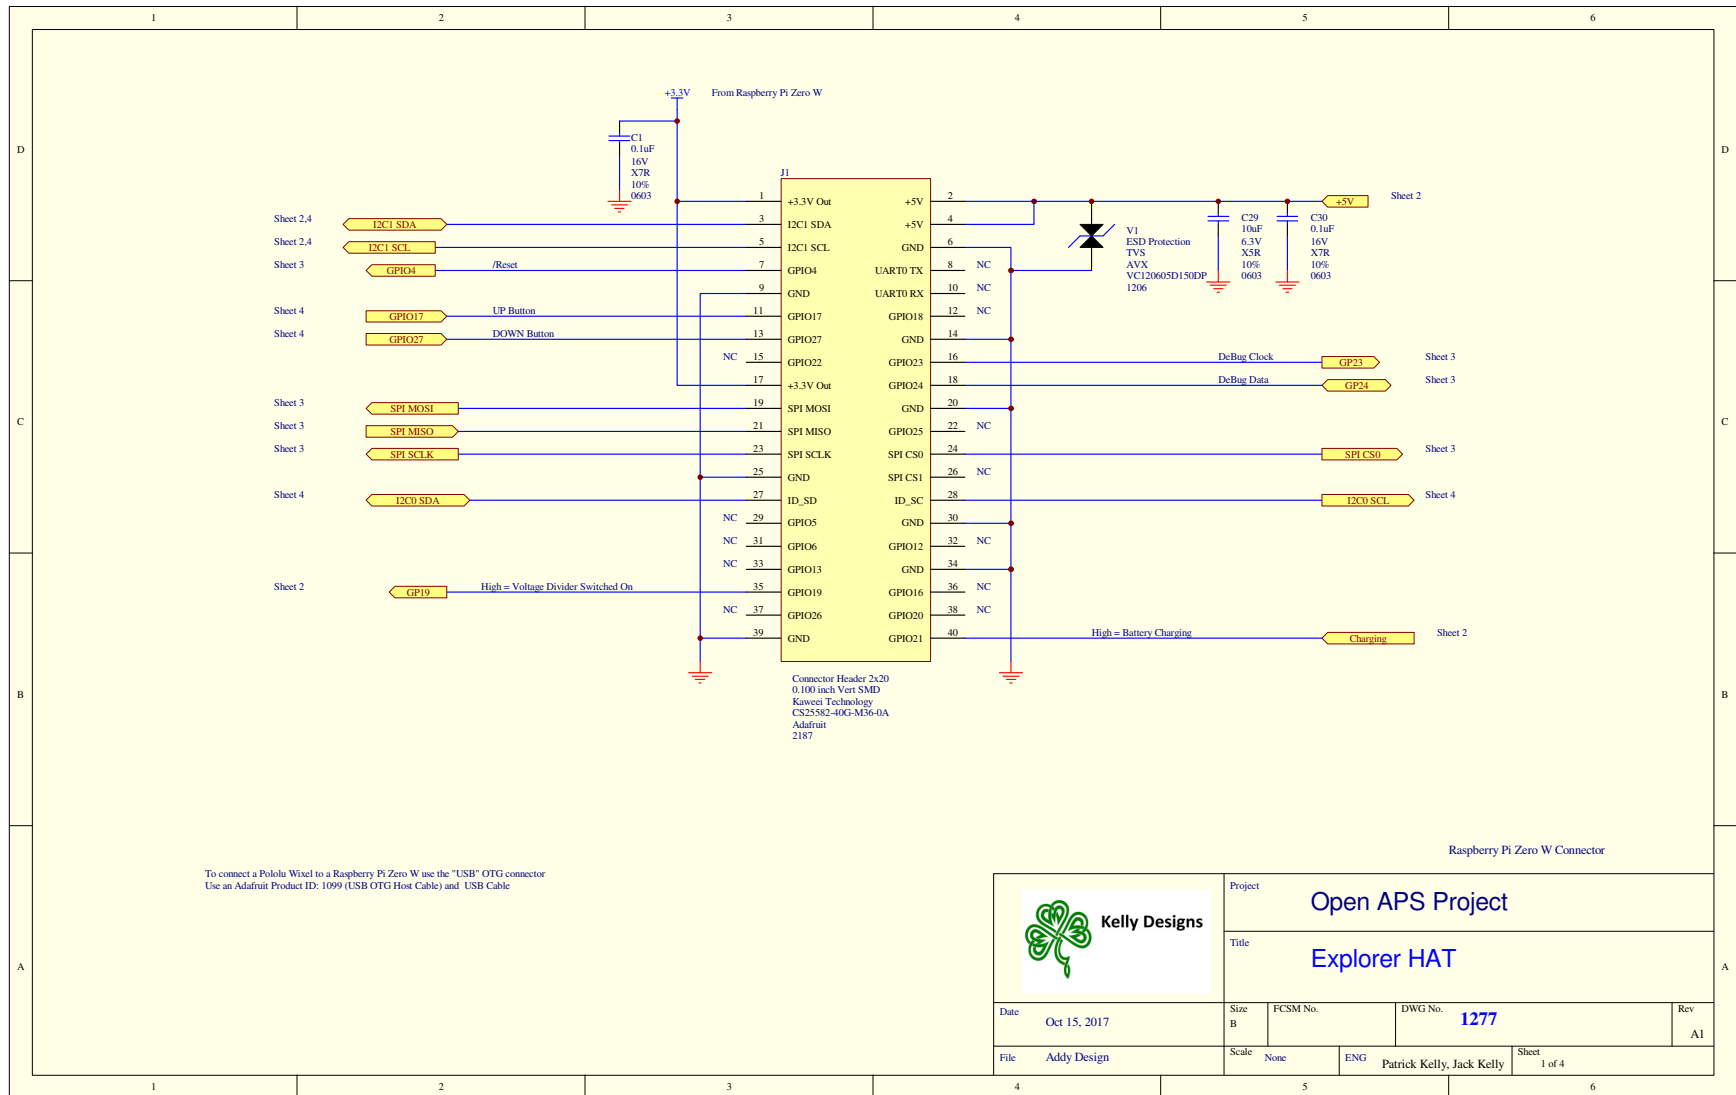 1 2 3 4 5 6
D D
C C
B B
A A
+3.3V From Raspberry Pi Zero W
C1
0.1uF
16V
X7R
10%
0603
J1
1 +3.3V Out +5V 2
+5V Sheet 2
Sheet 2,4 I2C1 SDA 3 I2C1 SDA +5V 4
Sheet 2,4 I2C1 SCL 5 I2C1 SCL GND 6
Sheet 3 GPIO4 /Reset 7 GPIO4 UART0 TX 8 NC
9 GND UART0 RX 10 NC
Sheet 4 GPIO17 UP Button 11 GPIO17 GPIO18 12 NC
Sheet 4 GPIO27 DOWN Button 13 GPIO27 GND 14
NC 15 GPIO22 GPIO23 16 DeBug Clock GP23 Sheet 3
17 +3.3V Out GPIO24 18 DeBug Data GP24 Sheet 3
Sheet 3 SPI MOSI 19 SPI MOSI GND 20
Sheet 3 SPI MISO 21 SPI MISO GPIO25 22 NC
Sheet 3 SPI SCLK 23 SPI SCLK SPI CS0 24 SPI CS0 Sheet 3
25 GND SPI CS1 26 NC
Sheet 4 I2C0 SDA 27 ID_SD ID_SC 28 I2C0 SCL Sheet 4
NC 29 GPIO5 GND 30
NC 31 GPIO6 GPIO12 32 NC
NC 33 GPIO13 GND 34
Sheet 2 GP19 High = Voltage Divider Switched On 35 GPIO19 GPIO16 36 NC
NC 37 GPIO26 GPIO20 38 NC
39 GND GPIO21 40 High = Battery Charging Charging Sheet 2
V1
ESD Protection
TVS
AVX
VC120605D150DP
1206
C29
10uF
6.3V
X5R
10%
0603
C30
0.1uF
16V
X7R
10%
0603
Connector Header 2x20
0.100 inch Vert SMD
Kaweei Technology
CS25582-40G-M36-0A
Adafruit
2187
To connect a Pololu Wixel to a Raspberry Pi Zero W use the "USB" OTG connector
Use an Adafruit Product ID: 1099 (USB OTG Host Cable) and USB Cable
Raspberry Pi Zero W Connector
Kelly Designs
Project Open APS Project
Title Explorer HAT
Date Oct 15, 2017
Size B
FCSM No.
DWG No. 1277
Rev A1
File Addy Design
Scale None
ENG Patrick Kelly, Jack Kelly
Sheet 1 of 4
1 2 3 4 5 6